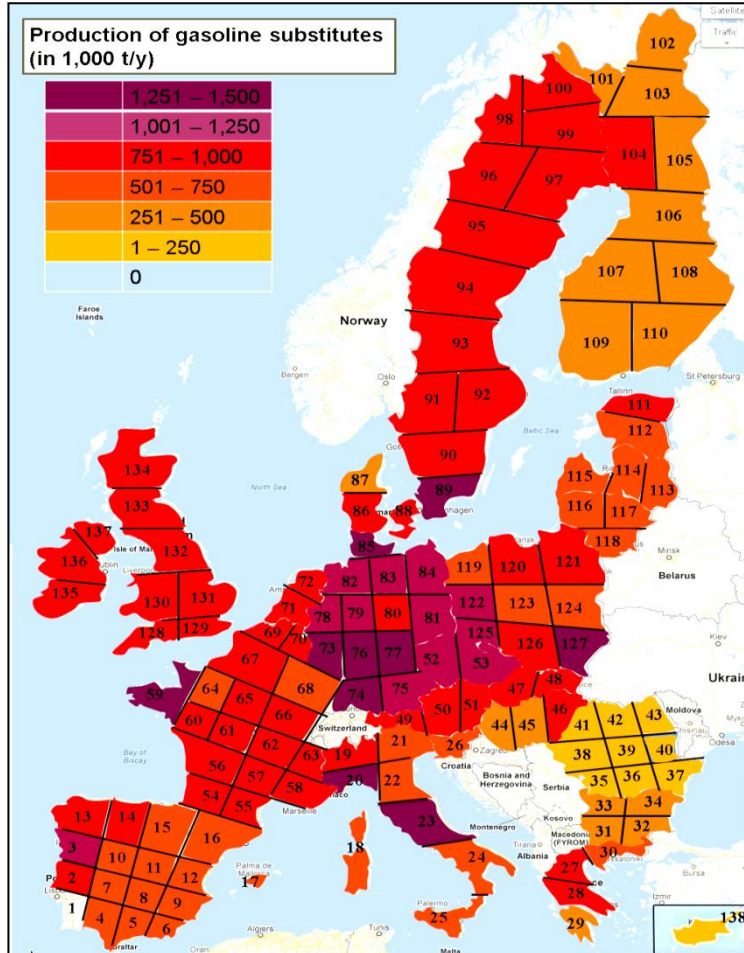 Production of gasoline substitutes
(in 1,000 t/y)
1,251 – 1,500
1,001 – 1,250
751 – 1,000
501 – 750
251 – 500
1 – 250
0
Satellite
Traffic
102
101
103
100
98
99
104
105
96
97
106
95
107
108
94
Faroe
Islands
Norway
93
109
110
Bergen
Oslo
St Petersburg
Tallinn
91
92
111
112
134
90
Baltic Sea
87
115
114
113
North Sea
89
133
86
88
116
117
137
85
118
Minsk
132
136
119
120
121
72
82
83
84
Belarus
135
130
131
71
78
79
80
122
123
124
81
128
129
69
70
73
76
77
125
126
127
Kiev
67
52
53
59
68
74
75
47
48
Ukraine
64
65
60
66
50
51
46
Moldova
61
49
Switzerland
44
45
41
42
43
Chisinau
Bay of
Biscay
62
63
19
21
26
Zagreb
38
39
40
Odesa
56
57
58
20
22
Croatia
35
36
37
54
55
Bosnia and
Herzegovina
Serbia
Marseille
13
14
15
23
33
34
16
Montenegro
Kosovo
31
32
3
10
11
18
Macedonia
(FYROM)
30
2
12
24
Tirana
Albania
27
7
8
9
17
Palma de
Mallorca
28
Bursa
1
4
5
6
Palermo
25
29
Izmir
138
Algiers
Tunis
Oran
Malta